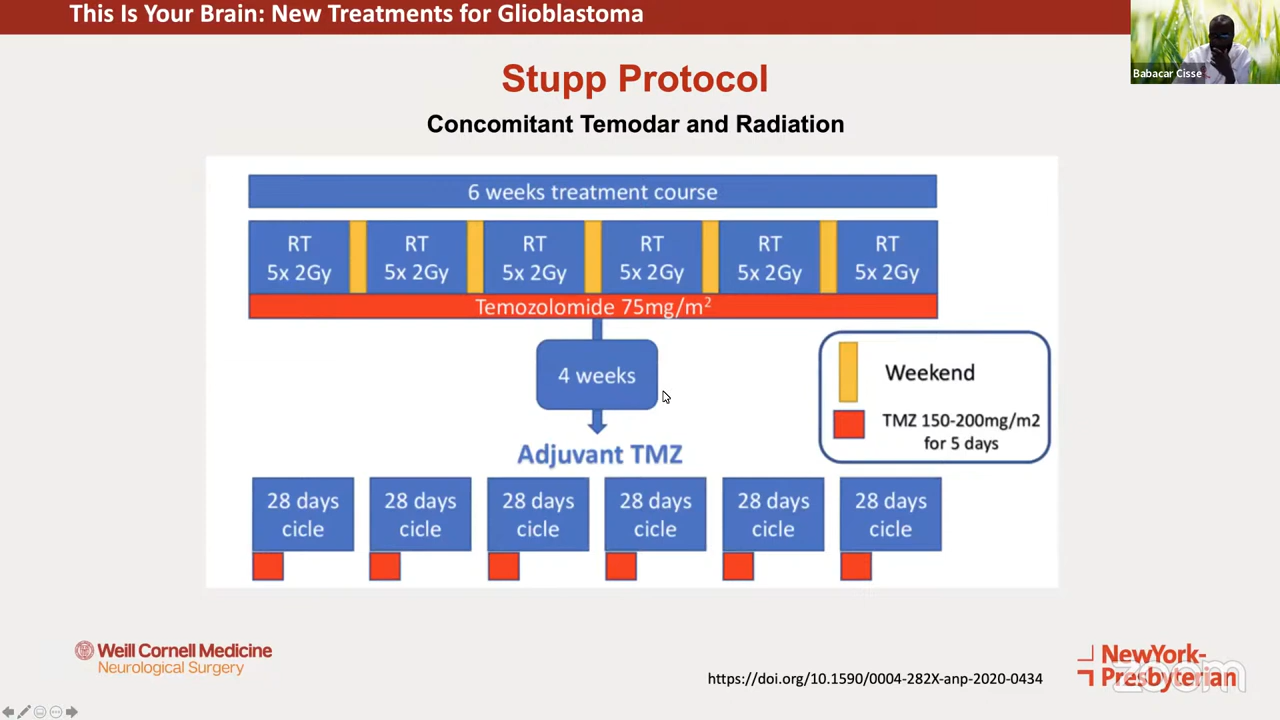 This Is Your Brain: New Treatments for Glioblastoma
Babacar Cisse
Stupp Protocol
Concomitant Temodar and Radiation
6 weeks treatment course
RT RT RT RT RT RT
5x 2Gy 5x 2Gy 5x 2Gy 5x 2Gy 5x 2Gy 5x 2Gy
Temozolomide 75mg/m²
4 weeks
Weekend
TMZ 150-200mg/m2
for 5 days
Adjuvant TMZ
28 days 28 days 28 days 28 days 28 days 28 days
cicle cicle cicle cicle cicle cicle
Weill Cornell Medicine
Neurological Surgery
https://doi.org/10.1590/0004-282X-anp-2020-0434
NewYork-
Presbyterian
zoom